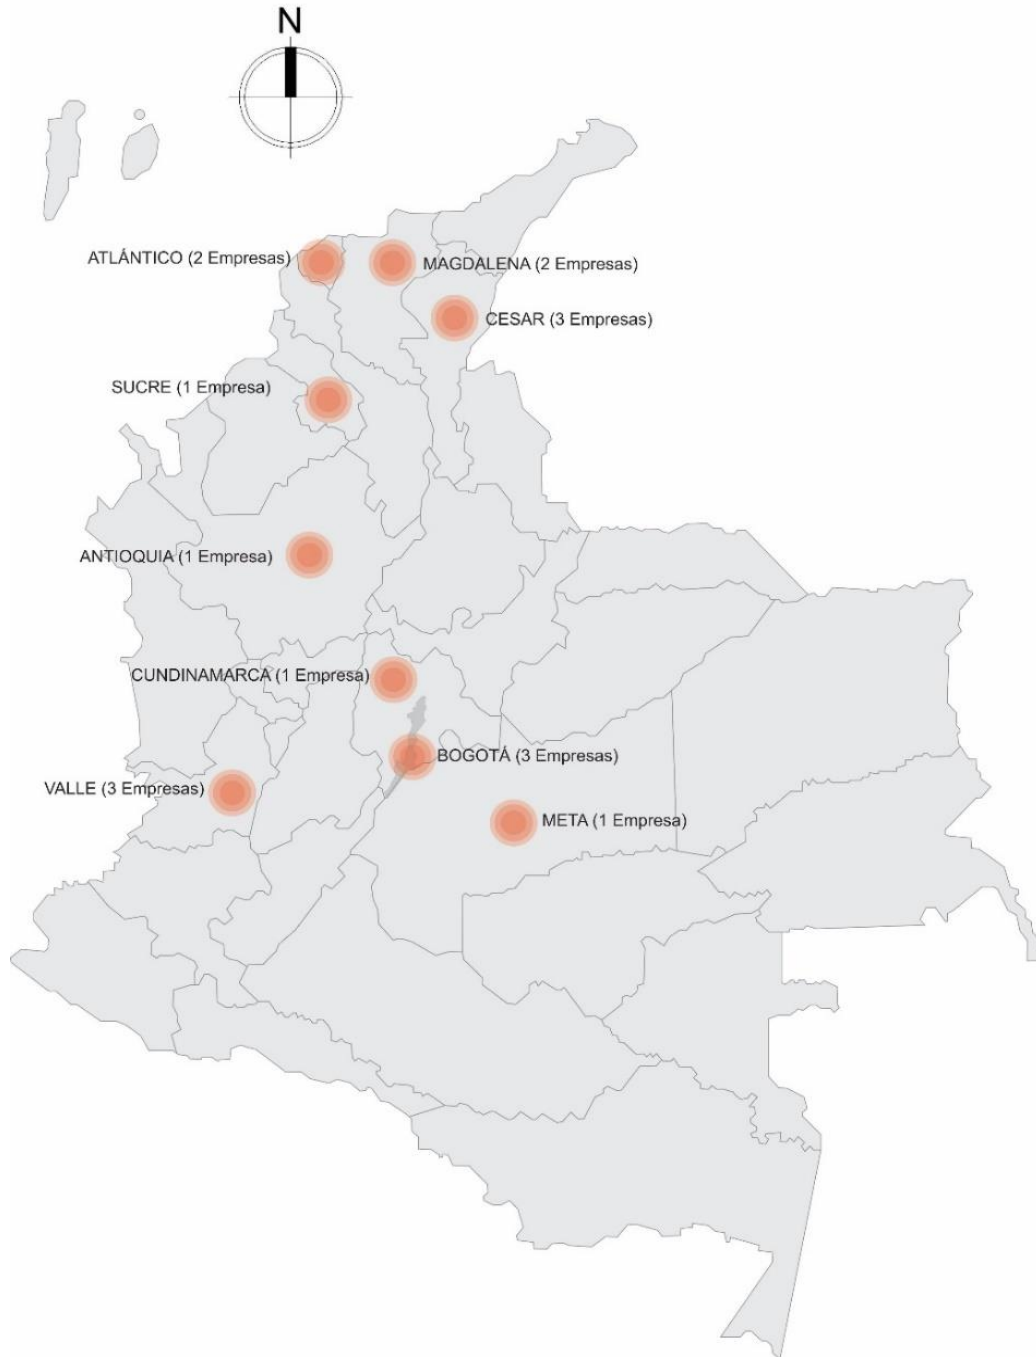 N
ATLÁNTICO (2 Empresas)
MAGDALENA (2 Empresas)
CESAR (3 Empresas)
SUCRE (1 Empresa)
ANTIOQUIA (1 Empresa)
CUNDINAMARCA (1 Empresa)
BOGOTÁ (3 Empresas)
VALLE (3 Empresas)
META (1 Empresa)